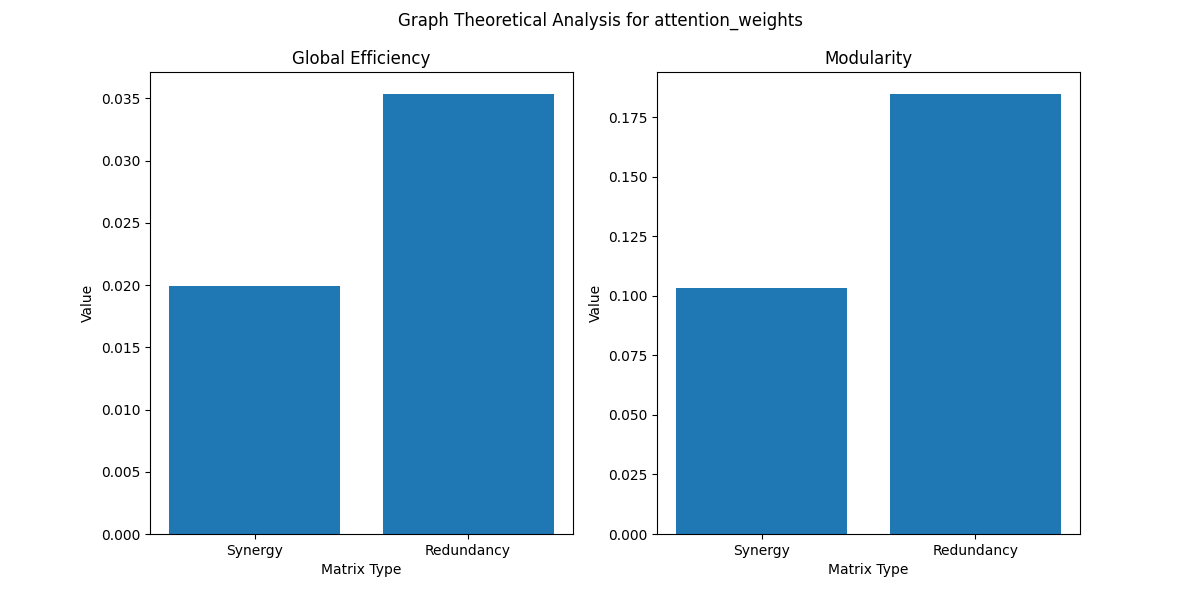 Graph Theoretical Analysis for attention_weights
Global Efficiency
0.035
0.030
0.025
0.020
0.015
0.010
0.005
0.000
Value
Synergy Redundancy
Matrix Type
Modularity
0.175
0.150
0.125
0.100
0.075
0.050
0.025
0.000
Value
Synergy Redundancy
Matrix Type